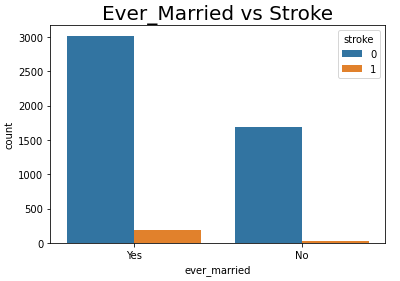 Ever_Married vs Stroke
stroke
0
1
3000
2500
2000
1500
1000
500
0
count
Yes
No
ever_married